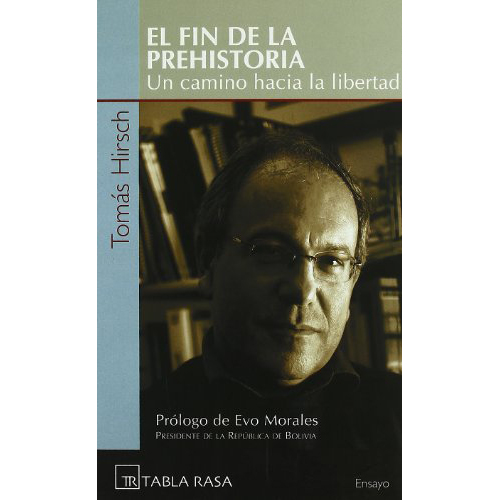 EL FIN DE LA
PREHISTORIA
Un camino hacia la libertad
Tomás Hirsch
Prólogo de Evo Morales
PRESIDENTE DE LA REPÚBLICA DE BOLIVIA
TR TABLA RASA
Ensayo